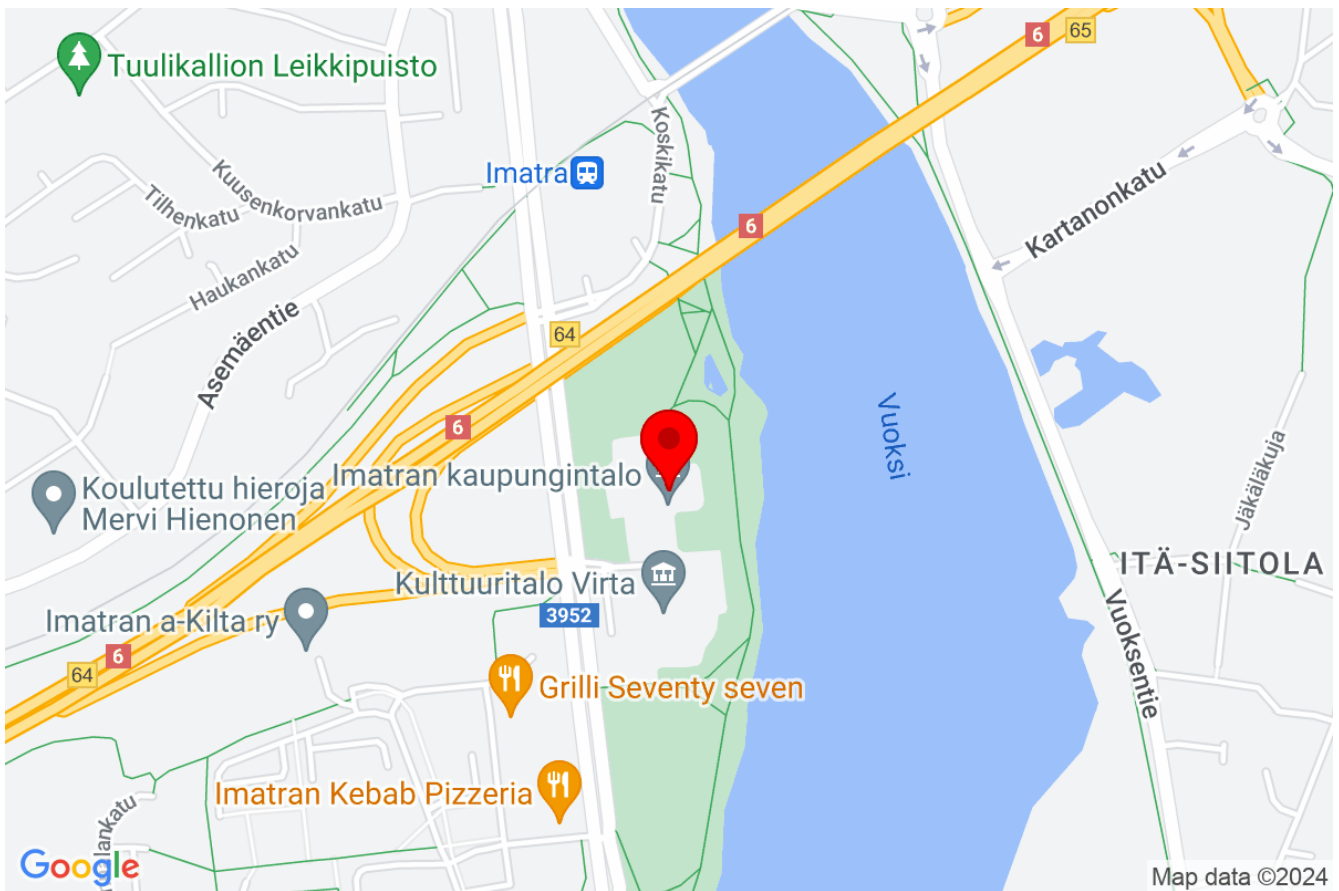 6
65
Tuulikallion Leikkipuisto
Koskikatu
Imatra
Kuusenkorvankatu
Tilhenkatu
Kartanonkatu
6
Haukankatu
Asemäentie
64
Vuoksi
6
Imatran kaupungintalo
Koulutettu hieroja
Mervi Hienonen
Jäkäläkuja
ITÄ-SIITOLA
Kulttuuritalo Virta
3952
Imatran a-Kilta ry
Vuoksentie
6
64
Grilli Seventy seven
Imatran Kebab Pizzeria
lankatu
Google
Map data ©2024